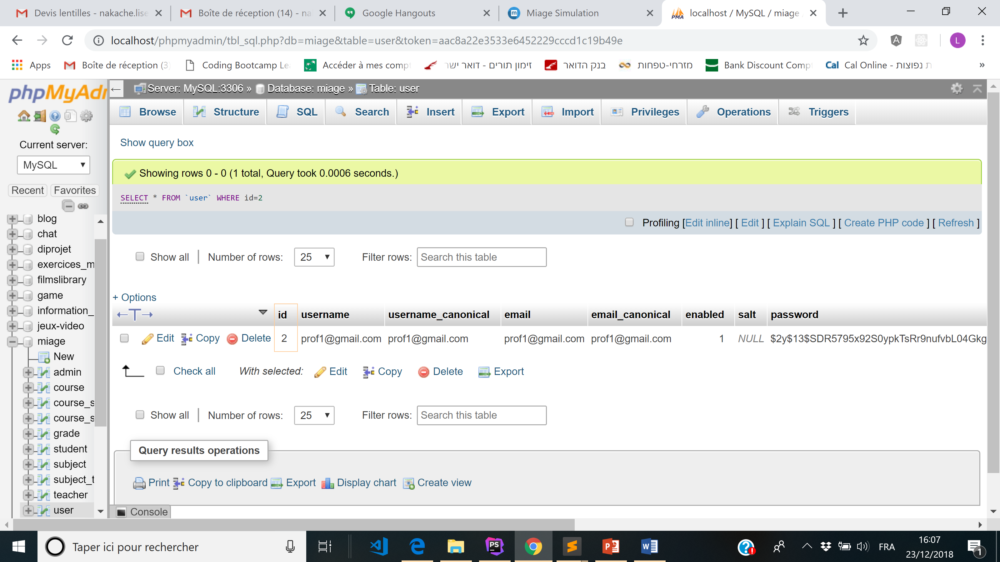 Devis lentilles - nakache.lise
Boîte de réception (14) - na
Google Hangouts
Miage Simulation
localhost / MySQL / miage
localhost/phpmyadmin/tbl_sql.php?db=miage&table=user&token=aac8a22e3533e6452229cccd1c19b49e
L
Apps
Boîte de réception (3)
Coding Bootcamp Lea
Accéder à mes compt
זימון תורים - דואר ישר
בנק הדואר
מזרחי-טפחות
Bank Discount Compt
Cal Cal Online - ת נפוצות
»
phpMyAdm
Server: MySQL:3306 » Database: miage » Table: user
Browse Structure SQL Search Insert Export Import Privileges Operations Triggers
Current server:
MySQL
Recent Favorites
blog
chat
diprojet
exercices_m
filmslibrary
game
information_
jeux-video
miage
New
admin
course
course_s
course_s
grade
student
subject
subject_t
teacher
user
Show query box
Showing rows 0 - 0 (1 total, Query took 0.0006 seconds.)
SELECT * FROM `user` WHERE id=2
Profiling [Edit inline] [ Edit ] [ Explain SQL ] [ Create PHP code ] [ Refresh ]
Show all | Number of rows: 25 Filter rows: Search this table
+ Options
id username username_canonical email email_canonical enabled salt password
Edit Copy Delete 2 prof1@gmail.com prof1@gmail.com prof1@gmail.com prof1@gmail.com 1 NULL $2y$13$SDR5795x92S0ypkTsRr9nufvbL04Gkg
Check all With selected: Edit Copy Delete Export
Show all | Number of rows: 25 Filter rows: Search this table
Query results operations
Print Copy to clipboard Export Display chart Create view
Console
Taper ici pour rechercher
FRA
16:07
23/12/2018
1